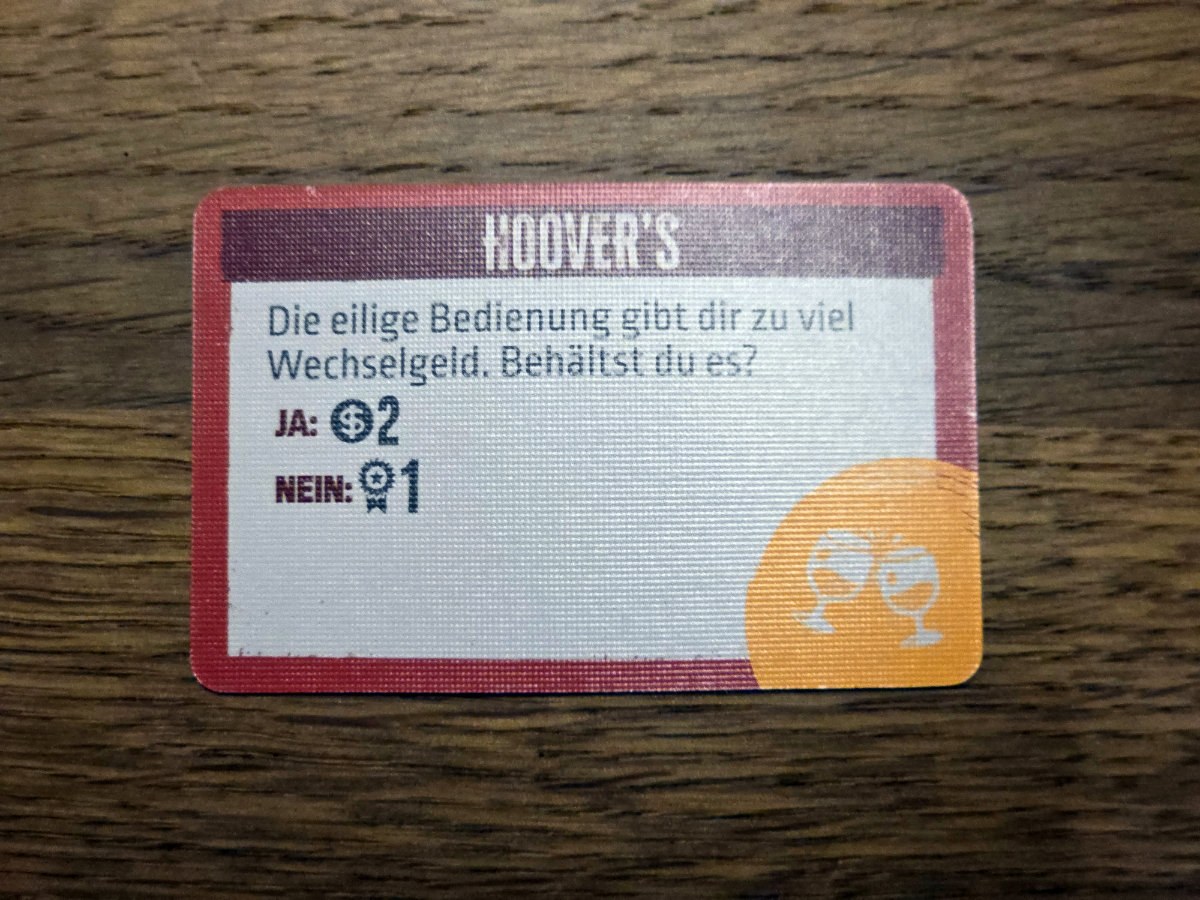 HOOVER'S
Die eilige Bedienung gibt dir zu viel
Wechselgeld. Behältst du es?
JA: $2
NEIN: 1